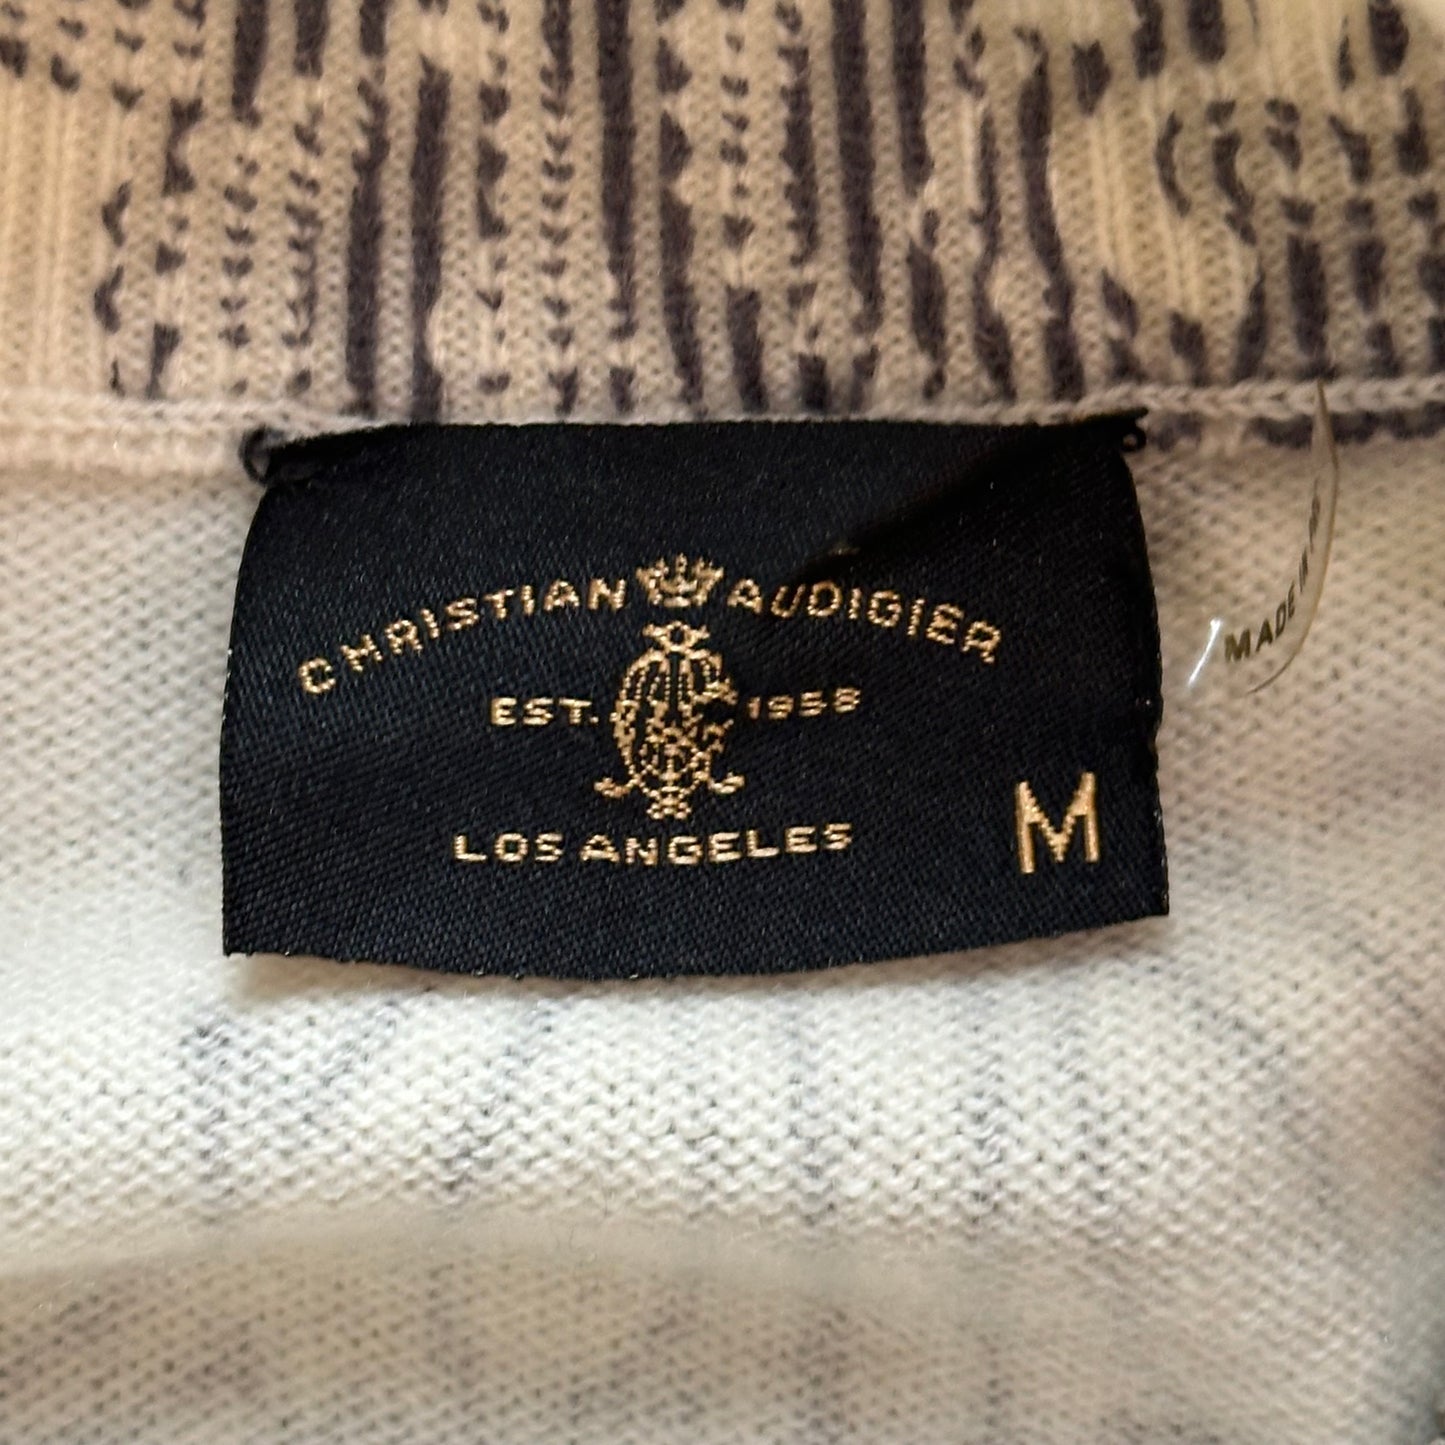 CHRISTIAN AUDIGIER
EST. 1958
LOS ANGELES
M
MADE IN